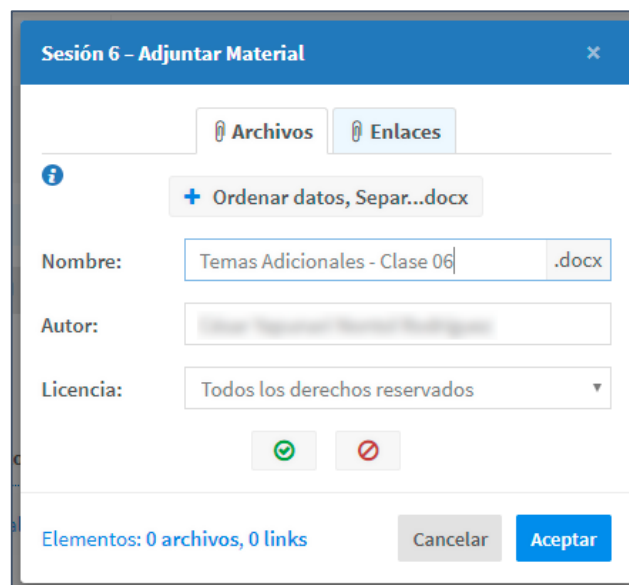 Sesión 6 – Adjuntar Material ×
Archivos Enlaces
+ Ordenar datos, Separ...docx
Nombre: Temas Adicionales - Clase 06 .docx
Autor:
Licencia: Todos los derechos reservados
Elementos: 0 archivos, 0 links Cancelar Aceptar